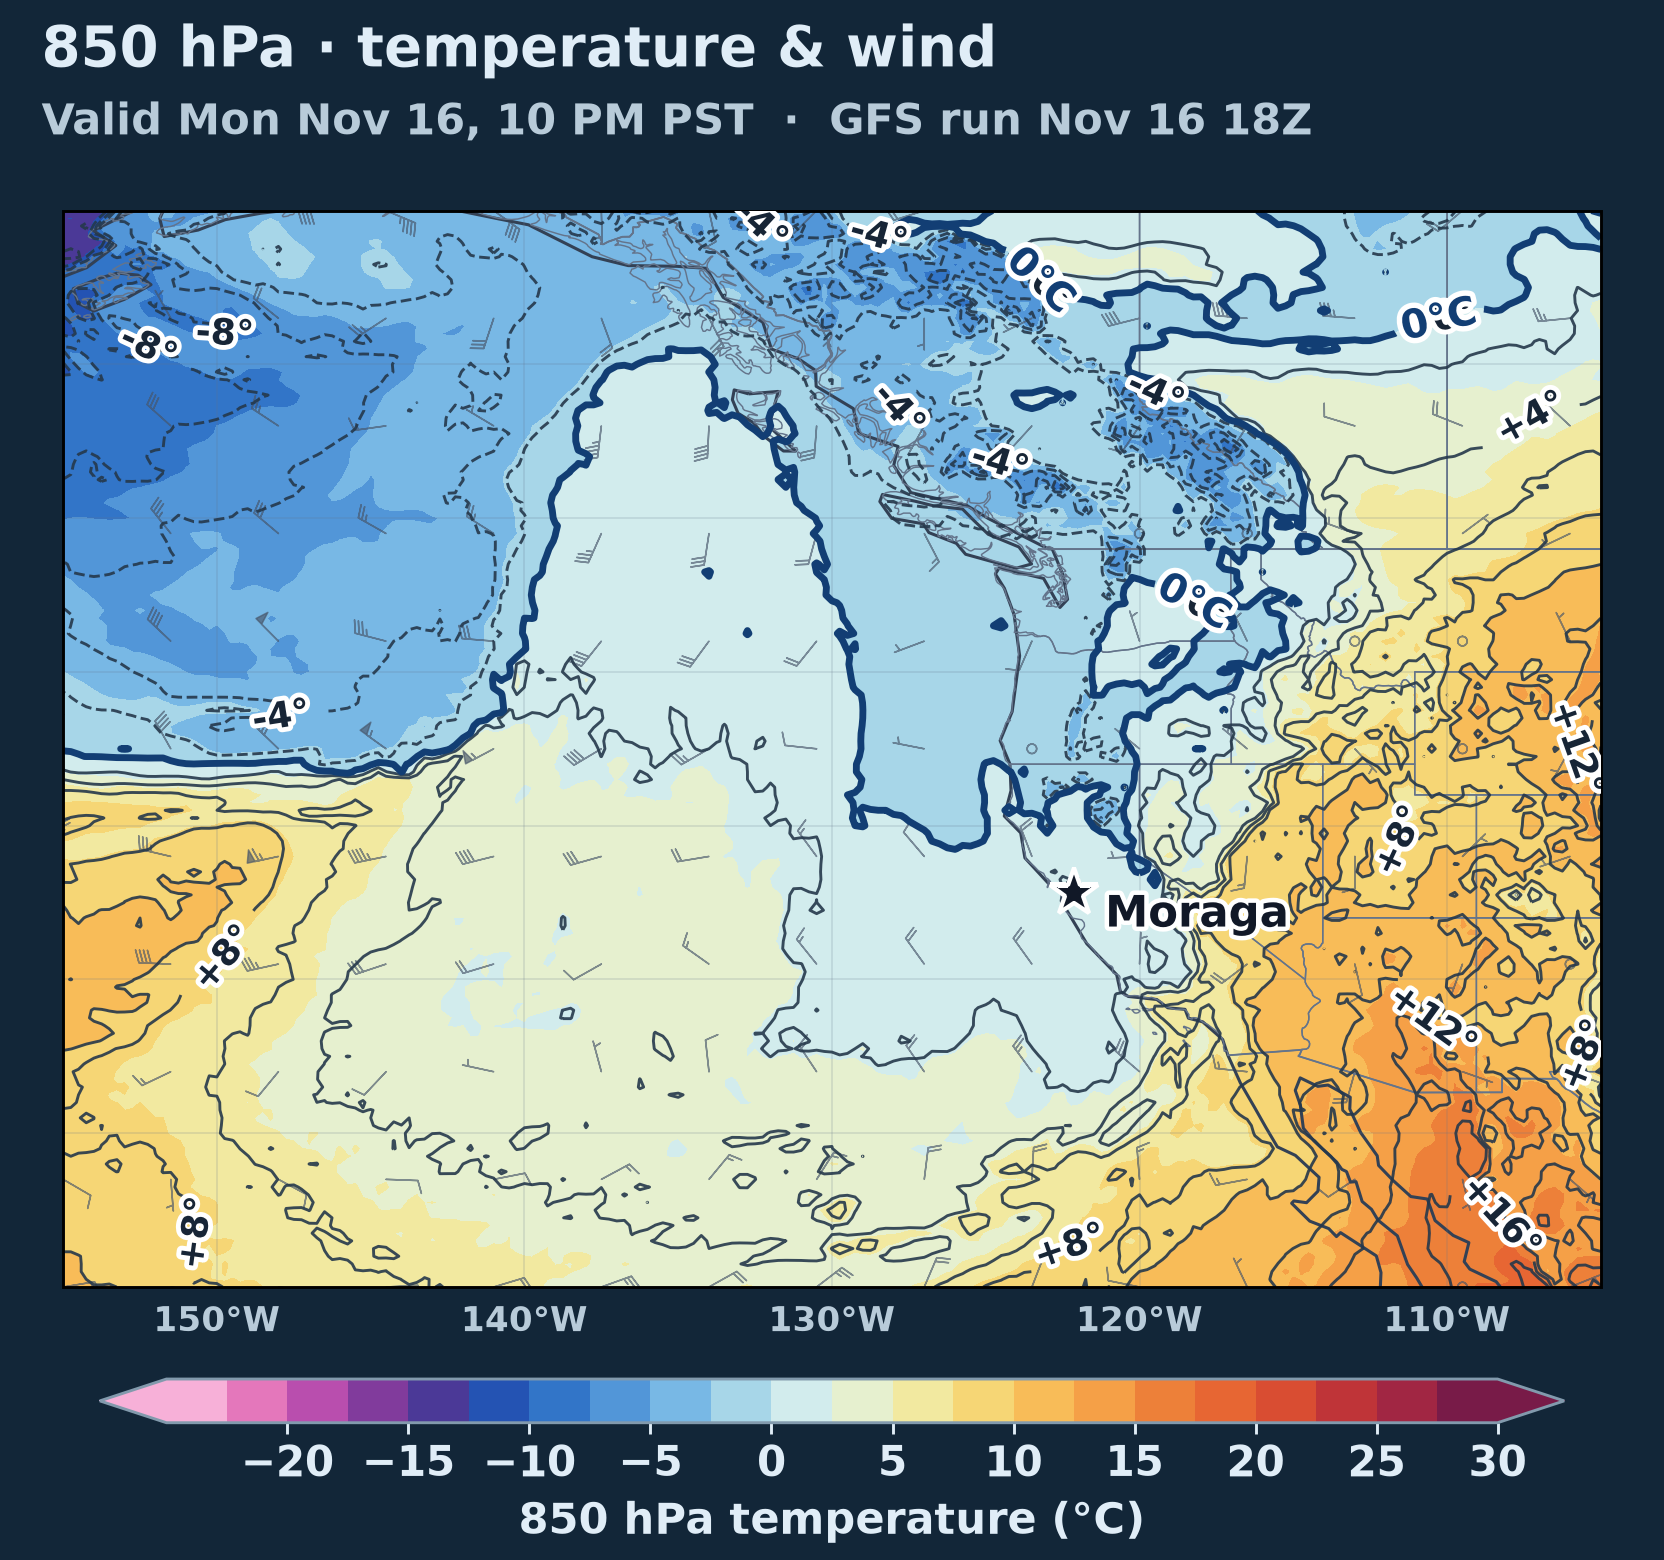 850 hPa · temperature & wind
Valid Mon Nov 16, 10 PM PST · GFS run Nov 16 18Z
-4°
-4°
0°C
0°C
-8°
-8°
-4°
-4°
+4°
-4°
0°C
-4°
+12°
+8°
Moraga
+8°
+12°
+8°
+8°
+8°
+16°
150°W 140°W 130°W 120°W 110°W
−20 −15 −10 −5 0 5 10 15 20 25 30
850 hPa temperature (°C)